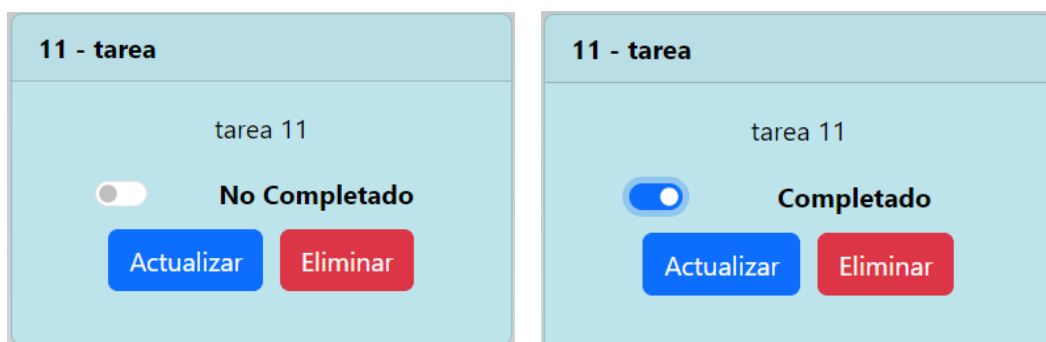 11 - tarea
tarea 11
No Completado
Actualizar Eliminar
11 - tarea
tarea 11
Completado
Actualizar Eliminar